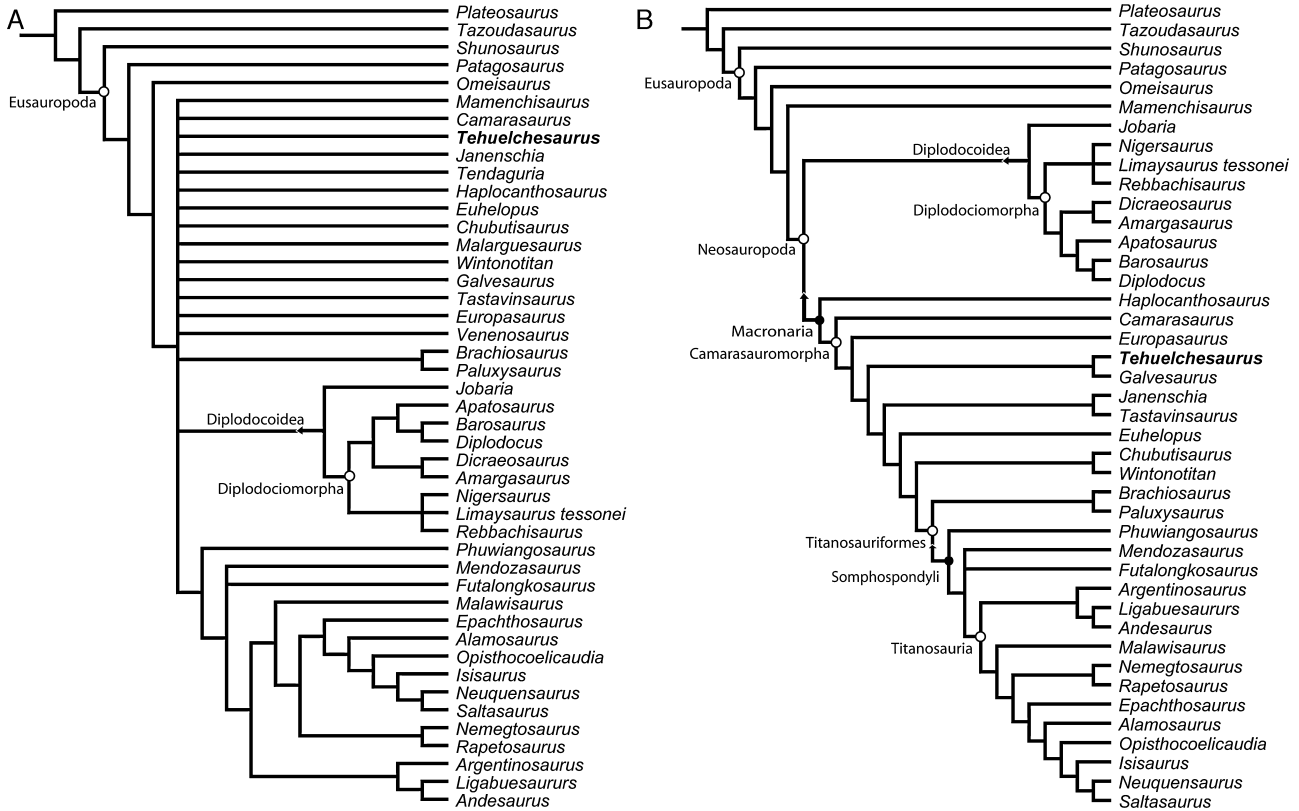 A
Plateosaurus
Tazoudasaurus
Shunosaurus
Patagosaurus
Omeisaurus
Eusauropoda
Mamenchisaurus
Camarasaurus
Tehuelchesaurus
Janenschia
Tendaguria
Haplocanthosaurus
Euhelopus
Chubutisaurus
Malarguesaurus
Wintonotitan
Galvesaurus
Tastavinsaurus
Europasaurus
Venenosaurus
Brachiosaurus
Paluxysaurus
Jobaria
Apatosaurus
Diplodocoidea
Barosaurus
Diplodocus
Dicraeosaurus
Amargasaurus
Diplodociomorpha
Nigersaurus
Limaysaurus tessonei
Rebbachisaurus
Phuwiangosaurus
Mendozasaurus
Futalongkosaurus
Malawisaurus
Epachthosaurus
Alamosaurus
Opisthocoelicaudia
Isisaurus
Neuquensaurus
Saltasaurus
Nemegtosaurus
Rapetosaurus
Argentinosaurus
Ligabuesaururs
Andesaurus
B
Plateosaurus
Tazoudasaurus
Shunosaurus
Patagosaurus
Eusauropoda
Omeisaurus
Mamenchisaurus
Jobaria
Diplodocoidea
Nigersaurus
Limaysaurus tessonei
Rebbachisaurus
Dicraeosaurus
Diplodociomorpha
Amargasaurus
Apatosaurus
Neosauropoda
Barosaurus
Diplodocus
Haplocanthosaurus
Camarasaurus
Macronaria
Europasaurus
Camarasauromorpha
Tehuelchesaurus
Galvesaurus
Janenschia
Tastavinsaurus
Euhelopus
Chubutisaurus
Wintonotitan
Brachiosaurus
Paluxysaurus
Phuwiangosaurus
Titanosauriformes
Mendozasaurus
Futalongkosaurus
Somphospondyli
Argentinosaurus
Ligabuesaururs
Andesaurus
Titanosauria
Malawisaurus
Nemegtosaurus
Rapetosaurus
Epachthosaurus
Alamosaurus
Opisthocoelicaudia
Isisaurus
Neuquensaurus
Saltasaurus